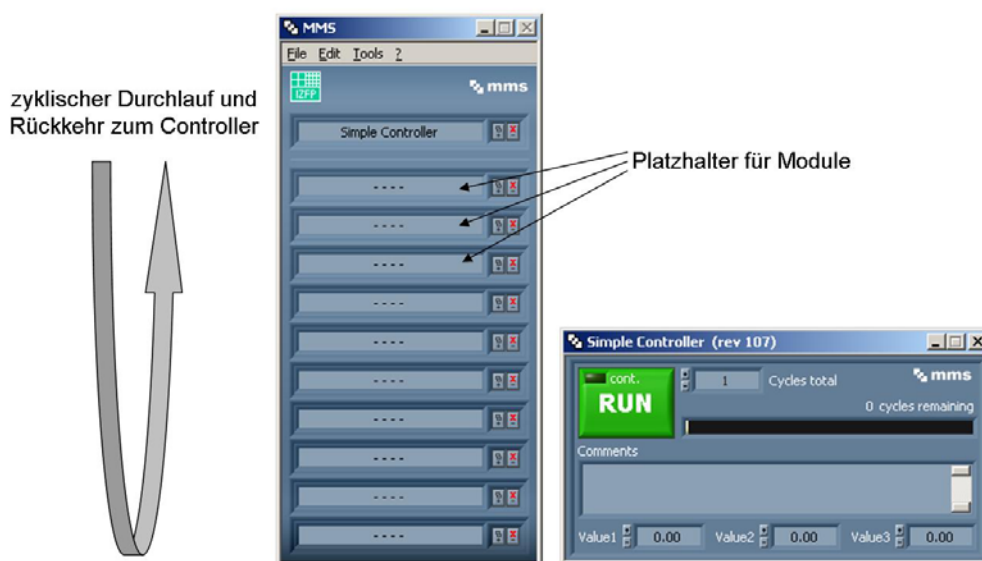 zyklischer Durchlauf und
Rückkehr zum Controller
MMS
File Edit Tools ?
IZFP
mms
Simple Controller
- - - -
- - - -
- - - -
- - - -
- - - -
- - - -
- - - -
- - - -
- - - -
- - - -
Platzhalter für Module
Simple Controller (rev 107)
cont.
RUN
1 Cycles total
mms
0 cycles remaining
Comments
Value1 0.00 Value2 0.00 Value3 0.00